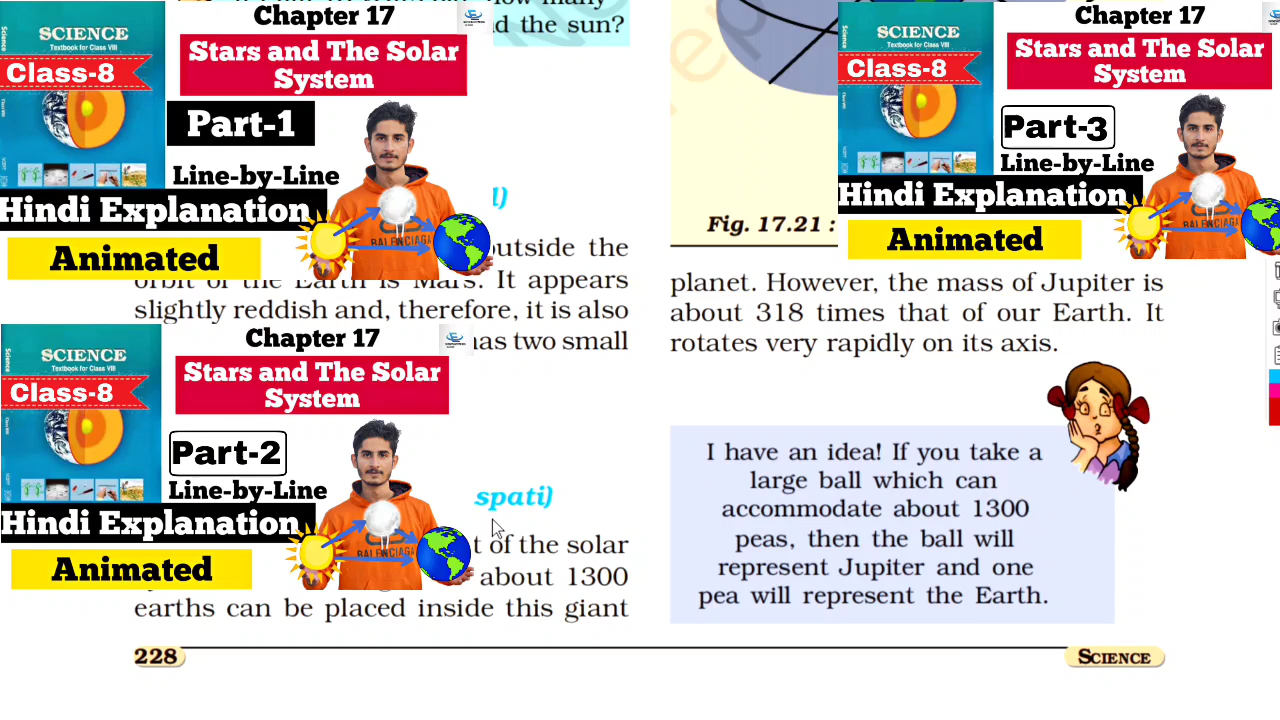 how many
d the sun?
Chapter 17
SCIENCE
Textbook for Class VIII
Class-8
Stars and The Solar
System
Part-1
Line-by-Line
Hindi Explanation
Animated
BALENCIAGA
l)
outside the
orbit of the Earth is Mars. It appears
slightly reddish and, therefore, it is also
has two small
Chapter 17
SCIENCE
Textbook for Class VIII
Class-8
Stars and The Solar
System
Part-2
Line-by-Line
Hindi Explanation
Animated
BALENCIAGA
spati)
t of the solar
about 1300
earths can be placed inside this giant
228
Chapter 17
SCIENCE
Textbook for Class VIII
Class-8
Stars and The Solar
System
Part-3
Line-by-Line
Hindi Explanation
Animated
BALENCIAGA
Fig. 17.21 :
planet. However, the mass of Jupiter is
about 318 times that of our Earth. It
rotates very rapidly on its axis.
I have an idea! If you take a
large ball which can
accommodate about 1300
peas, then the ball will
represent Jupiter and one
pea will represent the Earth.
SCIENCE